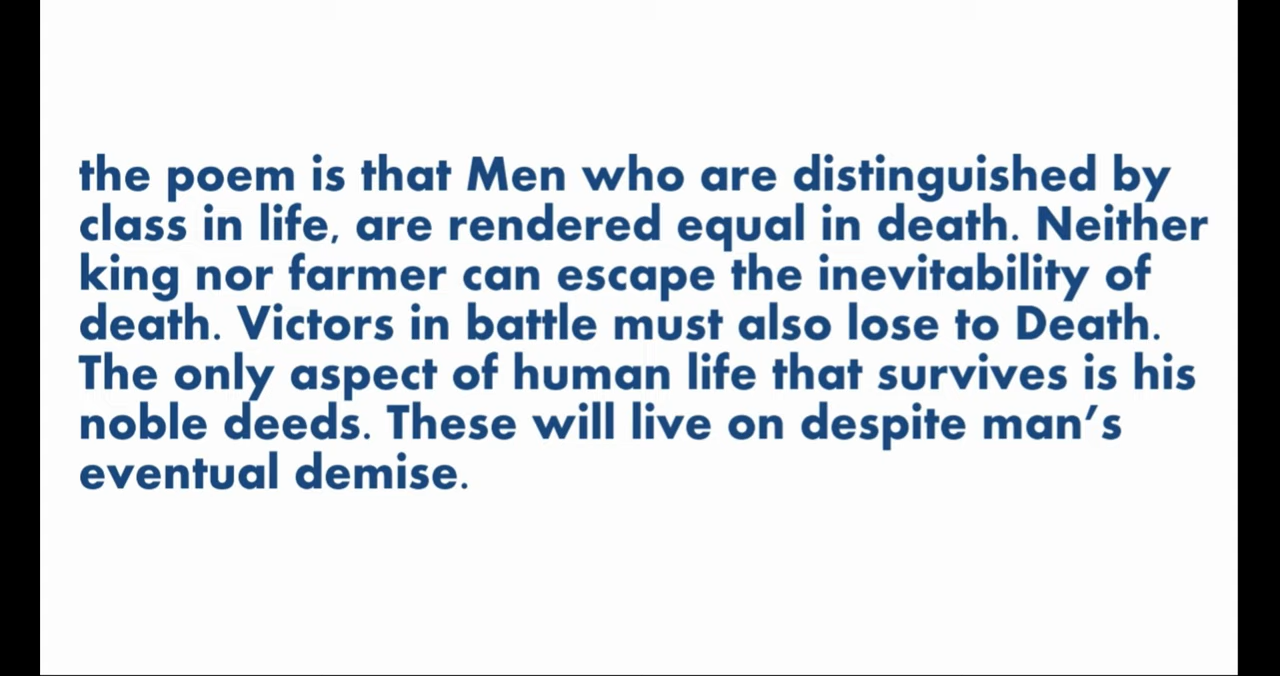 the poem is that Men who are distinguished by
class in life, are rendered equal in death. Neither
king nor farmer can escape the inevitability of
death. Victors in battle must also lose to Death.
The only aspect of human life that survives is his
noble deeds. These will live on despite man’s
eventual demise.